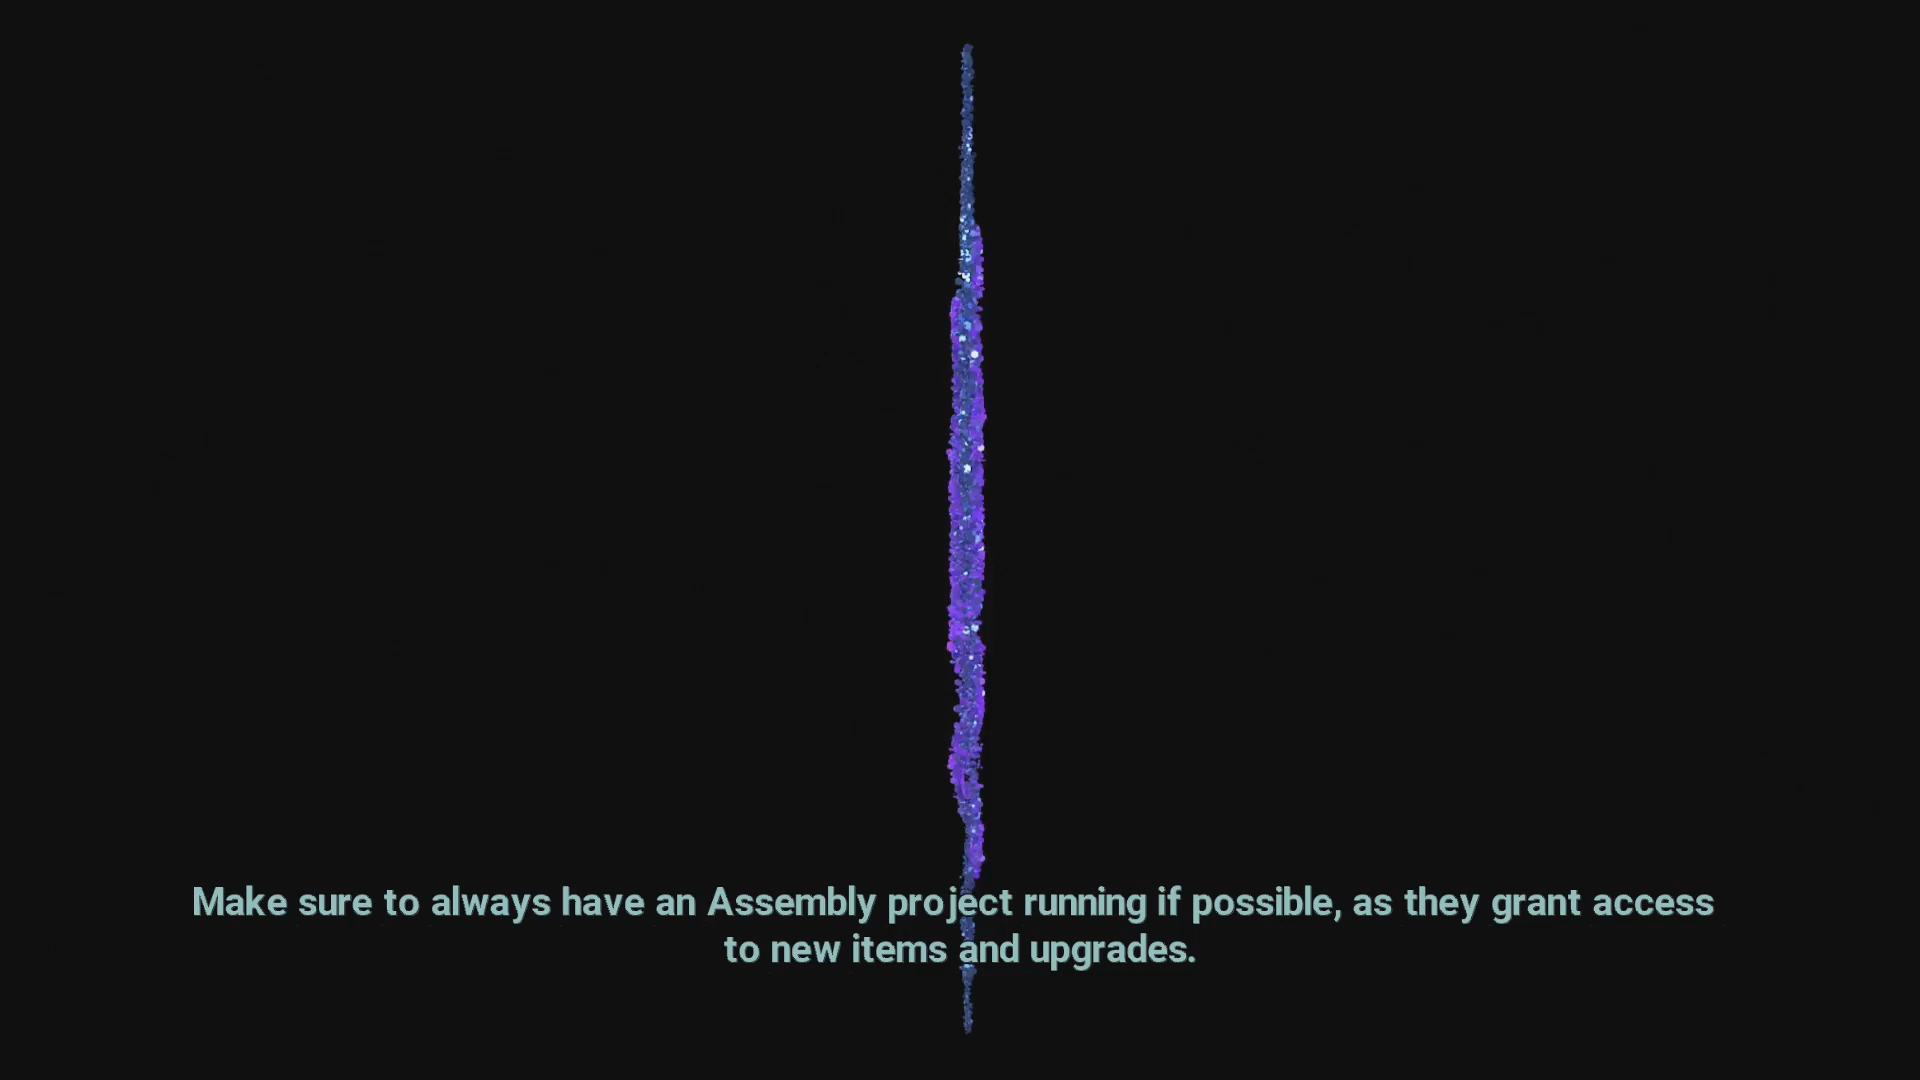 Make sure to always have an Assembly project running if possible, as they grant access
to new items and upgrades.